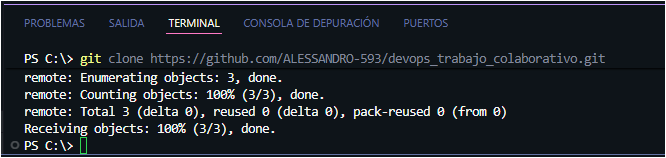 PROBLEMAS SALIDA TERMINAL CONSOLA DE DEPURACIÓN PUERTOS
PS C:\> git clone https://github.com/ALESSANDRO-593/devops_trabajo_colaborativo.git
remote: Enumerating objects: 3, done.
remote: Counting objects: 100% (3/3), done.
remote: Total 3 (delta 0), reused 0 (delta 0), pack-reused 0 (from 0)
Receiving objects: 100% (3/3), done.
PS C:\>